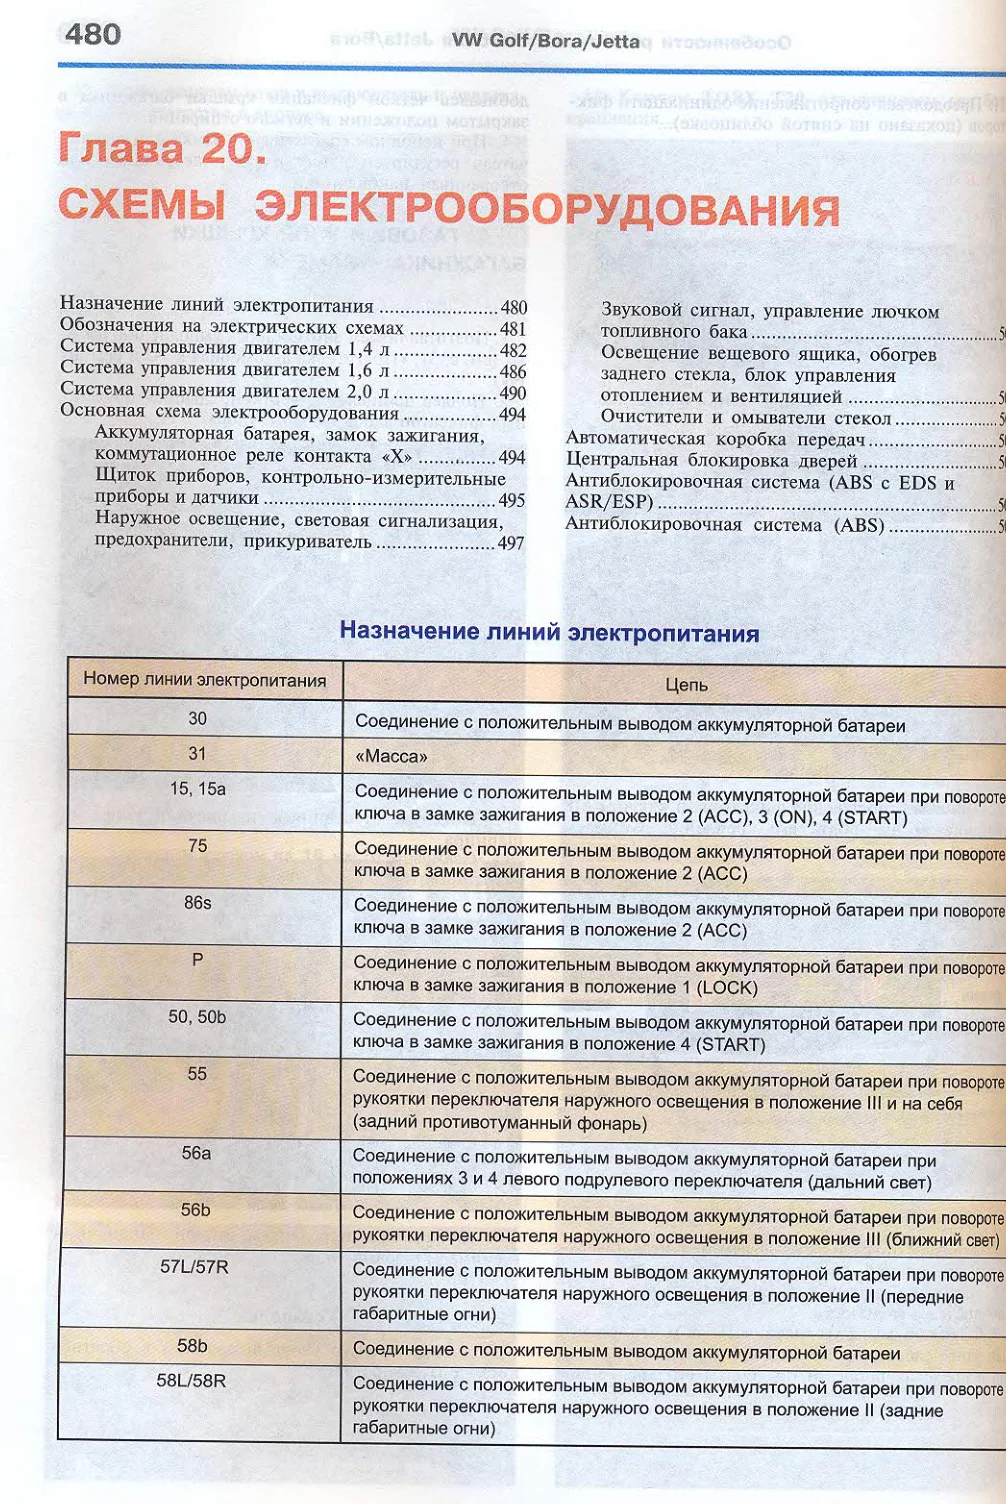 480
VW Golf/Bora/Jetta
Глава 20.
СХЕМЫ ЭЛЕКТРООБОРУДОВАНИЯ
Назначение линий электропитания ........................ 480
Обозначения на электрических схемах .................. 481
Система управления двигателем 1,4 л ..................... 482
Система управления двигателем 1,6 л ..................... 486
Система управления двигателем 2,0 л ..................... 490
Основная схема электрооборудования ................... 494
Аккумуляторная батарея, замок зажигания,
коммутационное реле контакта «X» ................ 494
Щиток приборов, контрольно-измерительные
приборы и датчики ................................................ 495
Наружное освещение, световая сигнализация,
предохранители, прикуриватель ........................ 497
Звуковой сигнал, управление лючком
топливного бака ....................................................
Освещение вещевого ящика, обогрев
заднего стекла, блок управления
отоплением и вентиляцией ...............................
Очистители и омыватели стекол .....................
Автоматическая коробка передач ..........................
Центральная блокировка дверей ............................
Антиблокировочная система (ABS с EDS и
ASR/ESP) ......................................................................
Антиблокировочная система (ABS) ......................
Назначение линий электропитания
Номер линии электропитания Цепь
30 Соединение с положительным выводом аккумуляторной батареи
31 «Масса»
15, 15a Соединение с положительным выводом аккумуляторной батареи при повороте
ключа в замке зажигания в положение 2 (ACC), 3 (ON), 4 (START)
75 Соединение с положительным выводом аккумуляторной батареи при повороте
ключа в замке зажигания в положение 2 (ACC)
86s Соединение с положительным выводом аккумуляторной батареи при повороте
ключа в замке зажигания в положение 2 (ACC)
P Соединение с положительным выводом аккумуляторной батареи при повороте
ключа в замке зажигания в положение 1 (LOCK)
50, 50b Соединение с положительным выводом аккумуляторной батареи при повороте
ключа в замке зажигания в положение 4 (START)
55 Соединение с положительным выводом аккумуляторной батареи при повороте
рукоятки переключателя наружного освещения в положение III и на себя
(задний противотуманный фонарь)
56a Соединение с положительным выводом аккумуляторной батареи при
положениях 3 и 4 левого подрулевого переключателя (дальний свет)
56b Соединение с положительным выводом аккумуляторной батареи при повороте
рукоятки переключателя наружного освещения в положение III (ближний свет)
57L/57R Соединение с положительным выводом аккумуляторной батареи при повороте
рукоятки переключателя наружного освещения в положение II (передние
габаритные огни)
58b Соединение с положительным выводом аккумуляторной батареи
58L/58R Соединение с положительным выводом аккумуляторной батареи при повороте
рукоятки переключателя наружного освещения в положение II (задние
габаритные огни)